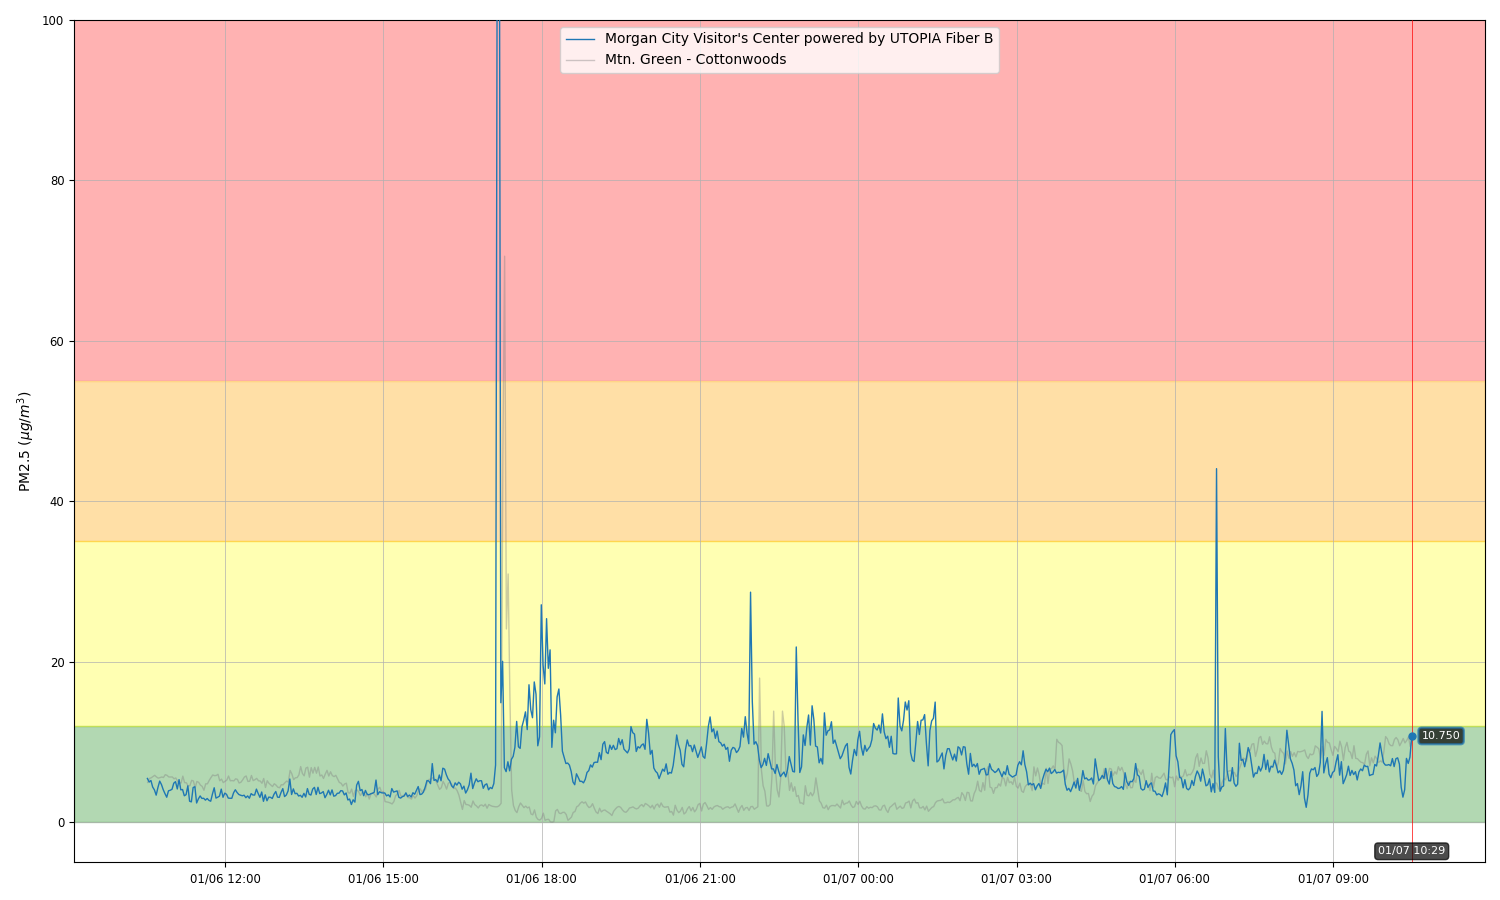 100
80
60
40
20
0
PM2.5 (μg/m³)
Morgan City Visitor's Center powered by UTOPIA Fiber B
Mtn. Green - Cottonwoods
10.750
01/07 10:29
01/06 12:00 01/06 15:00 01/06 18:00 01/06 21:00 01/07 00:00 01/07 03:00 01/07 06:00 01/07 09:00